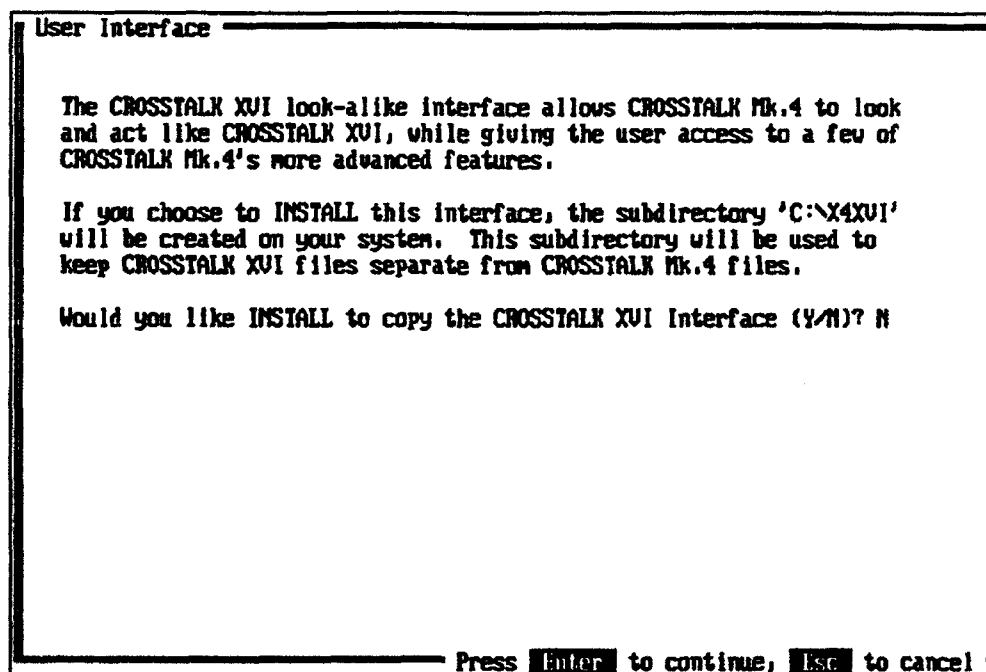 User Interface
The CROSSTALK XVI look-alike interface allows CROSSTALK Mk.4 to look
and act like CROSSTALK XVI, while giving the user access to a few of
CROSSTALK Mk.4's more advanced features.
If you choose to INSTALL this interface, the subdirectory 'C:\X4XVI'
will be created on your system.  This subdirectory will be used to
keep CROSSTALK XVI files separate from CROSSTALK Mk.4 files.
Would you like INSTALL to copy the CROSSTALK XVI Interface (Y/N)? N
Press Enter to continue, Esc to cancel